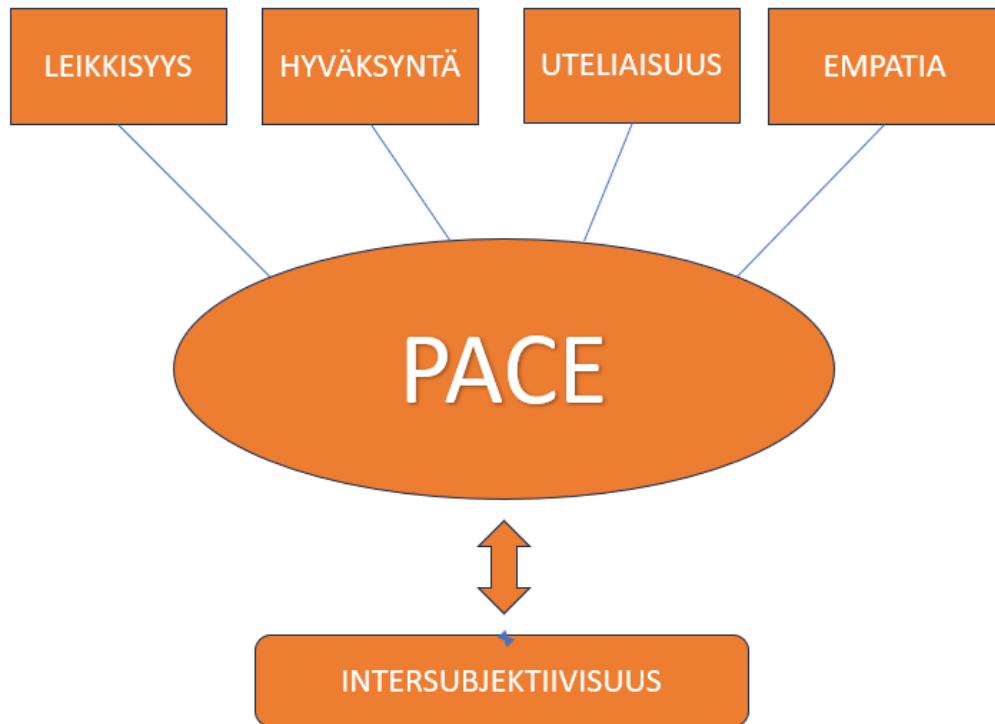 LEIKKISYYS
HYVÄKSYNTÄ
UTELIAISUUS
EMPATIA
PACE
INTERSUBJEKTIIVISUUS